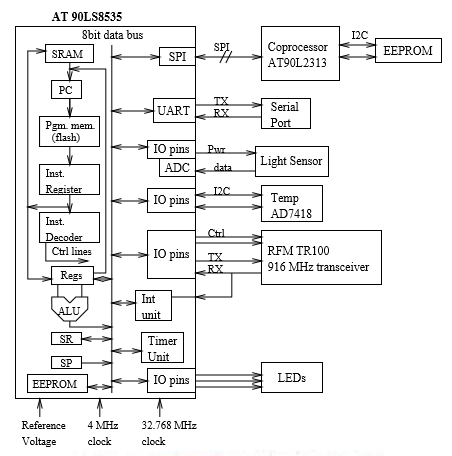 AT 90LS8535
8bit data bus
SRAM
PC
Pgm. mem.
(flash)
Inst.
Register
Inst.
Decoder
Ctrl lines
Regs
ALU
SR
SP
EEPROM
SPI
UART
IO pins
ADC
IO pins
IO pins
Int
unit
Timer
Unit
IO pins
SPI
Coprocessor
AT90L2313
I2C
EEPROM
TX
RX
Serial
Port
Pwr
data
Light Sensor
I2C
Temp
AD7418
Ctrl
TX
RX
RFM TR100
916 MHz transceiver
LEDs
Reference
Voltage
4 MHz
clock
32.768 MHz
clock